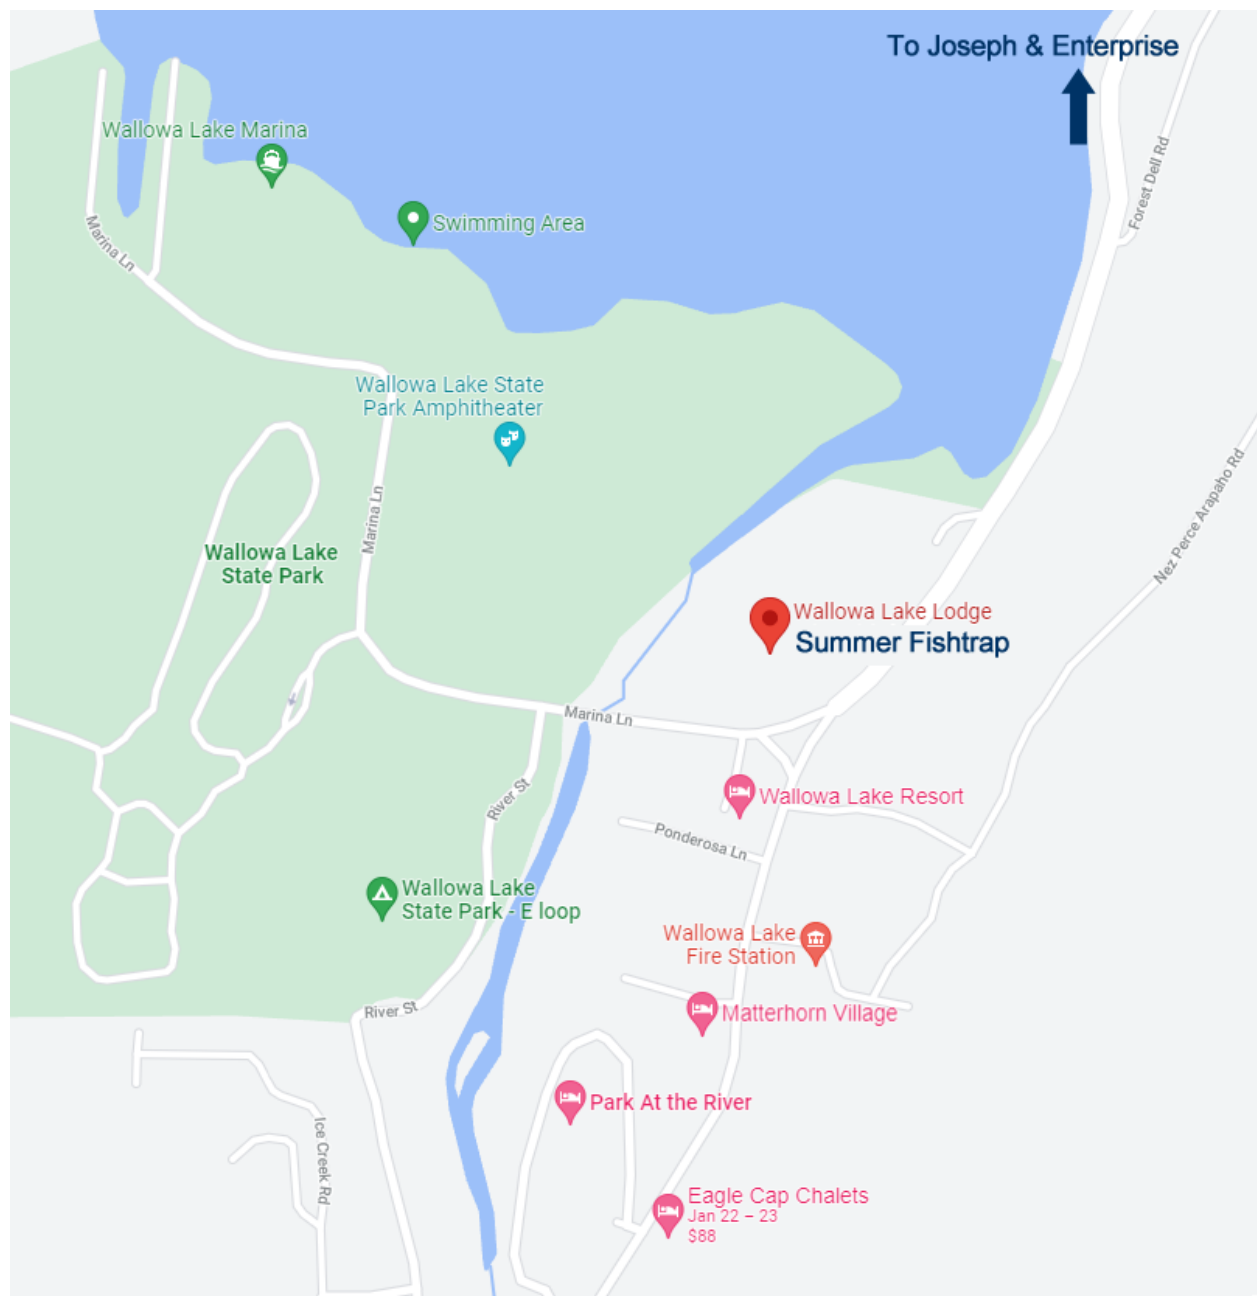 To Joseph & Enterprise
Wallowa Lake Marina
Forest Dell Rd
Swimming Area
Marina Ln
Wallowa Lake State
Park Amphitheater
Marina Ln
Nez Perce Arapaho Rd
Wallowa Lake
State Park
Wallowa Lake Lodge
Summer Fishtrap
Marina Ln
River St
Wallowa Lake Resort
Ponderosa Ln
Wallowa Lake
State Park - E loop
Wallowa Lake
Fire Station
River St
Matterhorn Village
Park At the River
Ice Creek Rd
Eagle Cap Chalets
Jan 22 – 23
$88